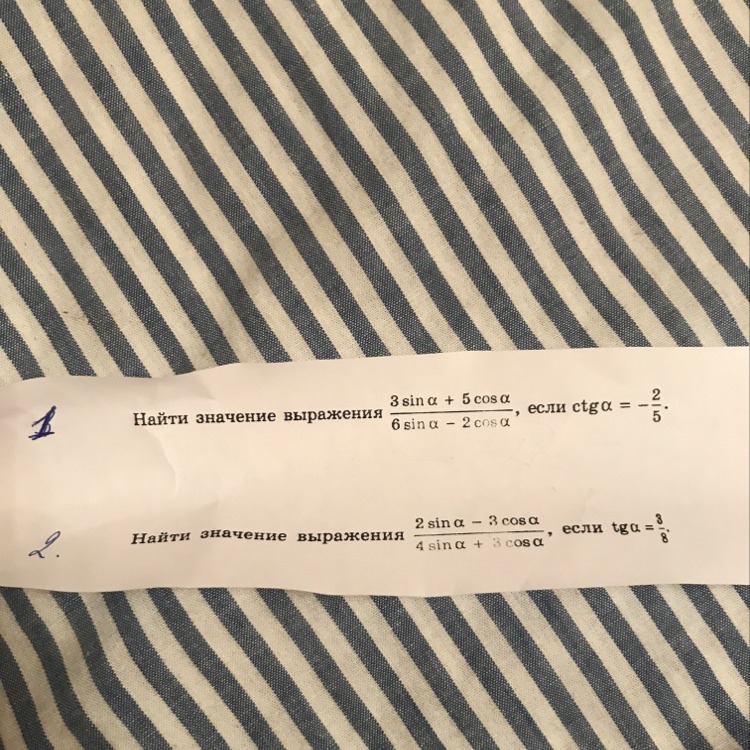 1 Найти значение выражения (3 sin α + 5 cos α)/(6 sin α − 2 cos α), если ctg α = −2/5.
2. Найти значение выражения (2 sin α − 3 cos α)/(4 sin α + 3 cos α), если tg α = 3/8.